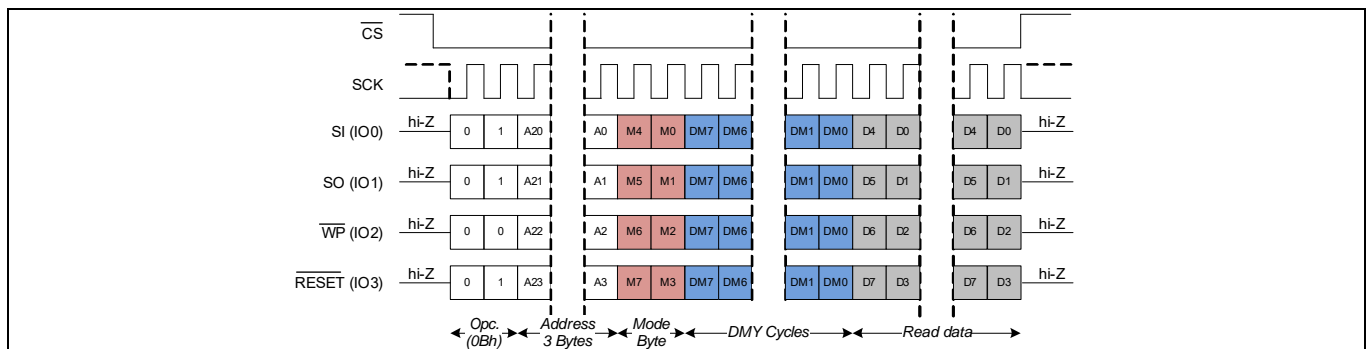 CS
SCK
SI (IO0) hi-Z 0 1 A20 A0 M4 M0 DM7 DM6 DM1 DM0 D4 D0 D4 D0 hi-Z
SO (IO1) hi-Z 0 1 A21 A1 M5 M1 DM7 DM6 DM1 DM0 D5 D1 D5 D1 hi-Z
WP (IO2) hi-Z 0 0 A22 A2 M6 M2 DM7 DM6 DM1 DM0 D6 D2 D6 D2 hi-Z
RESET (IO3) hi-Z 0 1 A23 A3 M7 M3 DM7 DM6 DM1 DM0 D7 D3 D7 D3 hi-Z
Opc. Address Mode DMY Cycles Read data
(0Bh) 3 Bytes Byte